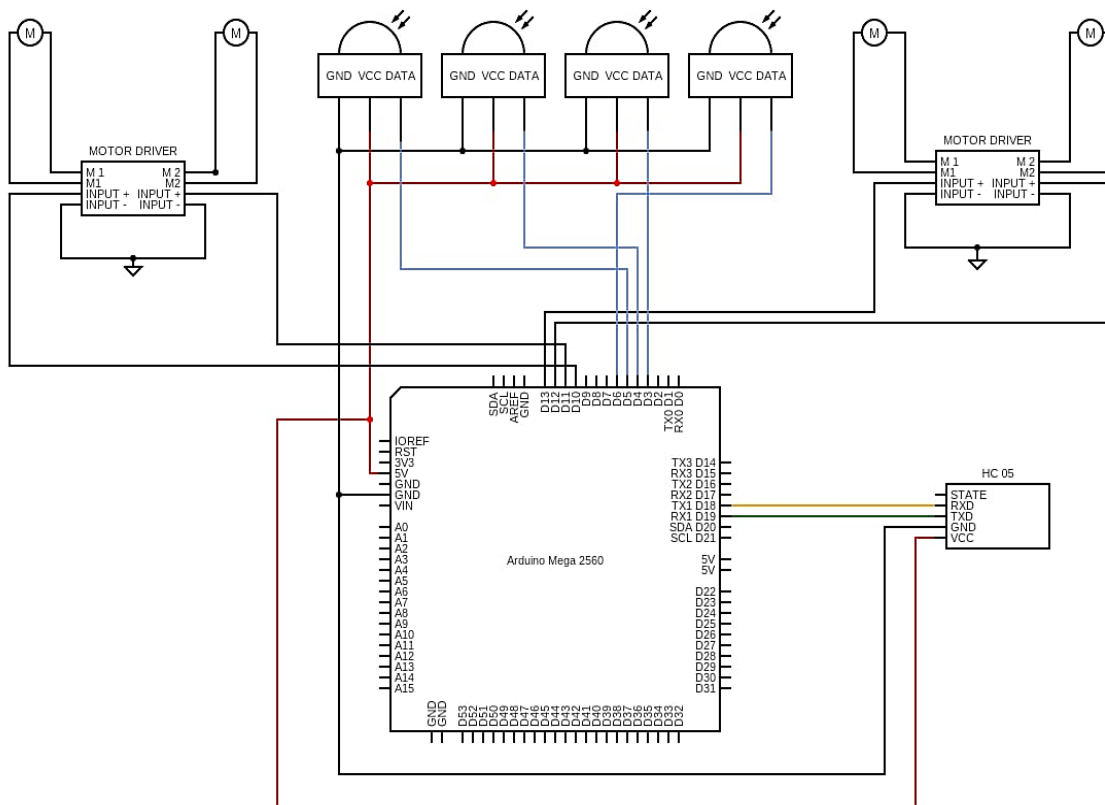 M
M
M
M
GND VCC DATA
GND VCC DATA
GND VCC DATA
GND VCC DATA
MOTOR DRIVER
M 1 M 2
M1 M2
INPUT + INPUT +
INPUT - INPUT -
MOTOR DRIVER
M 1 M 2
M1 M2
INPUT + INPUT +
INPUT - INPUT -
SDA
SCL
AREF
GND
D13
D12
D11
D10
D9
D8
D7
D6
D5
D4
D3
D2
TX0 D1
RX0 D0
IOREF
RST
3V3
5V
GND
GND
VIN
A0
A1
A2
A3
A4
A5
A6
A7
A8
A9
A10
A11
A12
A13
A14
A15
Arduino Mega 2560
TX3 D14
RX3 D15
TX2 D16
RX2 D17
TX1 D18
RX1 D19
SDA D20
SCL D21
5V
5V
D22
D23
D24
D25
D26
D27
D28
D29
D30
D31
GND
GND
D53
D52
D51
D50
D49
D48
D47
D46
D45
D44
D43
D42
D41
D40
D39
D38
D37
D36
D35
D34
D33
D32
HC 05
STATE
RXD
TXD
GND
VCC